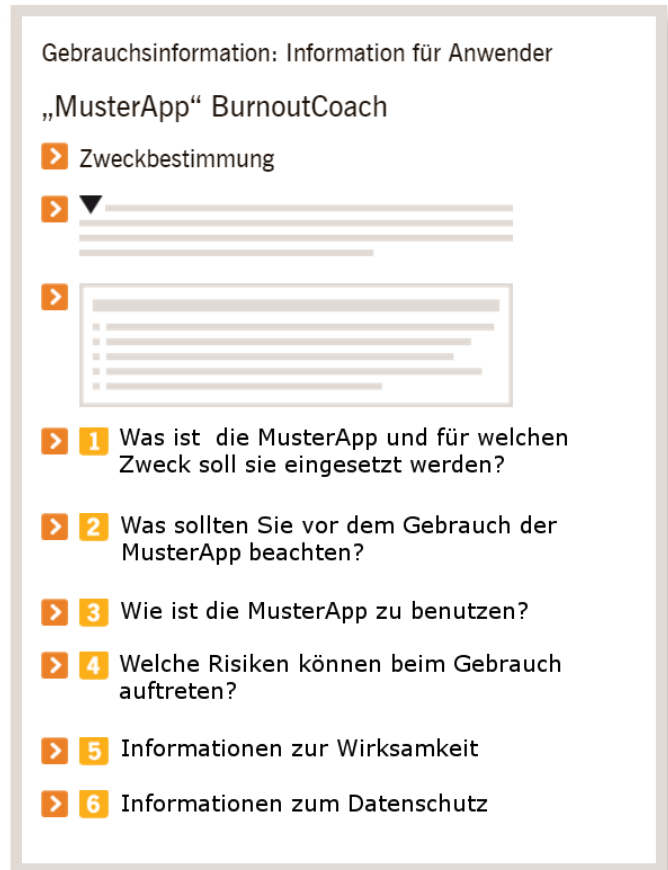 Gebrauchsinformation: Information für Anwender
„MusterApp“ BurnoutCoach
Zweckbestimmung
1 Was ist die MusterApp und für welchen
Zweck soll sie eingesetzt werden?
2 Was sollten Sie vor dem Gebrauch der
MusterApp beachten?
3 Wie ist die MusterApp zu benutzen?
4 Welche Risiken können beim Gebrauch
auftreten?
5 Informationen zur Wirksamkeit
6 Informationen zum Datenschutz